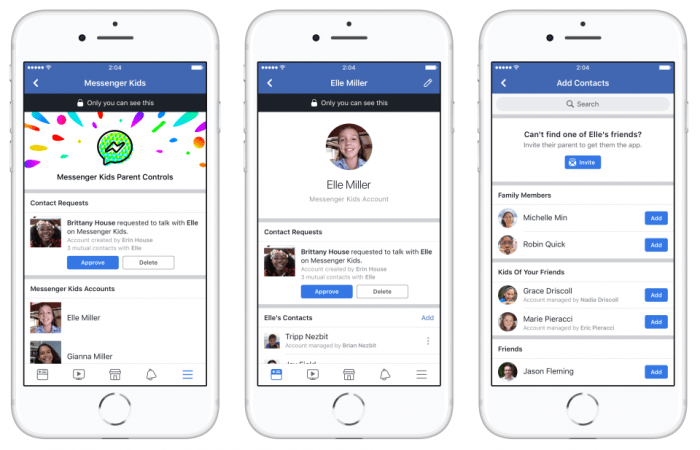 2:04
Messenger Kids
Only you can see this
Messenger Kids Parent Controls
Contact Requests
Brittany House requested to talk with Elle
on Messenger Kids.
Account created by Erin House
3 mutual contacts with Elle
Approve
Delete
Messenger Kids Accounts
Elle Miller
Gianna Miller
2:04
Elle Miller
Only you can see this
Elle Miller
Messenger Kids Account
Contact Requests
Brittany House requested to talk with Elle
on Messenger Kids.
Account created by Erin House
3 mutual contacts with Elle
Approve
Delete
Elle's Contacts
Add
Tripp Nezbit
Account managed by Brian Nezbit
2:04
Add Contacts
Search
Can't find one of Elle's friends?
Invite their parent to get them the app.
Invite
Family Members
Michelle Min
Add
Robin Quick
Add
Kids Of Your Friends
Grace Driscoll
Account managed by Nadia Driscoll
Add
Marie Pieracci
Account managed by Eric Pieracci
Add
Friends
Jason Fleming
Add